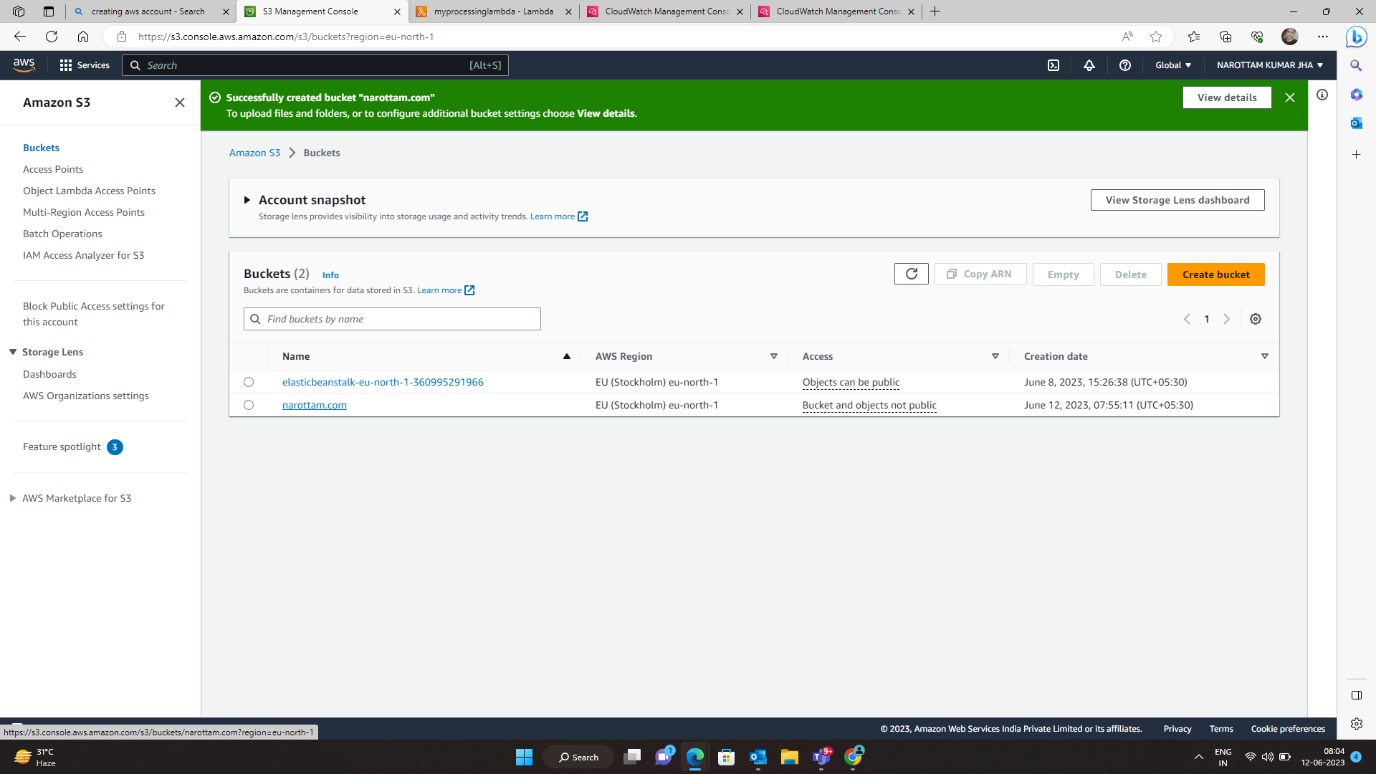 creating aws account - Search
S3 Management Console
myprocessinglambda - Lambda
CloudWatch Management Cons
CloudWatch Management Cons
https://s3.console.aws.amazon.com/s3/buckets?region=eu-north-1
aws
Services
Search
[Alt+S]
Global
NAROTTAM KUMAR JHA
Amazon S3
Successfully created bucket "narottam.com"
To upload files and folders, or to configure additional bucket settings choose View details.
View details
Buckets
Access Points
Object Lambda Access Points
Multi-Region Access Points
Batch Operations
IAM Access Analyzer for S3
Block Public Access settings for
this account
Storage Lens
Dashboards
AWS Organizations settings
Feature spotlight 3
AWS Marketplace for S3
Amazon S3 > Buckets
Account snapshot
Storage lens provides visibility into storage usage and activity trends. Learn more
View Storage Lens dashboard
Buckets (2) Info
Buckets are containers for data stored in S3. Learn more
Copy ARN
Empty
Delete
Create bucket
Find buckets by name
1
Name AWS Region Access Creation date
elasticbeanstalk-eu-north-1-360995291966 EU (Stockholm) eu-north-1 Objects can be public June 8, 2023, 15:26:38 (UTC+05:30)
narottam.com EU (Stockholm) eu-north-1 Bucket and objects not public June 12, 2023, 07:55:11 (UTC+05:30)
https://s3.console.aws.amazon.com/s3/buckets/narottam.com?region=eu-north-1
© 2023, Amazon Web Services India Private Limited or its affiliates. Privacy Terms Cookie preferences
31°C
Haze
Search
1
9+
ENG
IN
08:04
12-06-2023
4